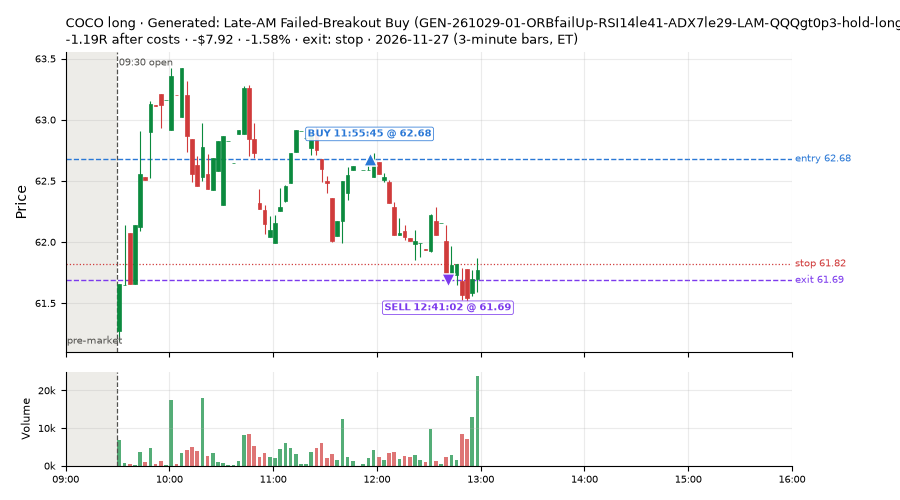 COCO long · Generated: Late-AM Failed-Breakout Buy (GEN-261029-01-ORBfailUp-RSI14le41-ADX7le29-LAM-QQQgt0p3-hold-long
-1.19R after costs · -$7.92 · -1.58% · exit: stop · 2026-11-27 (3-minute bars, ET)
63.5
09:30 open
63.0
BUY 11:55:45 @ 62.68
entry 62.68
62.5
Price
62.0
stop 61.82
exit 61.69
61.5
SELL 12:41:02 @ 61.69
pre-market
20k
Volume
10k
0k
09:00
10:00
11:00
12:00
13:00
14:00
15:00
16:00